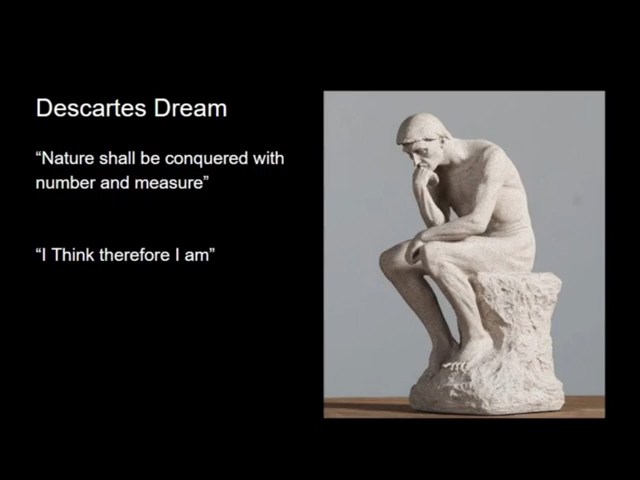 Descartes Dream
“Nature shall be conquered with
number and measure”
“I Think therefore I am”